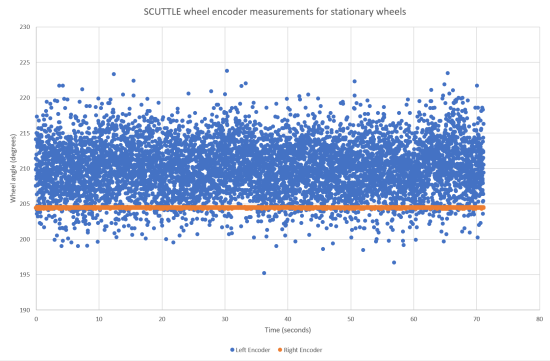 SCUTTLE wheel encoder measurements for stationary wheels
230
225
220
215
210
205
200
195
190
Wheel angle (degrees)
0 10 20 30 40 50 60 70 80
Time (seconds)
Left Encoder Right Encoder